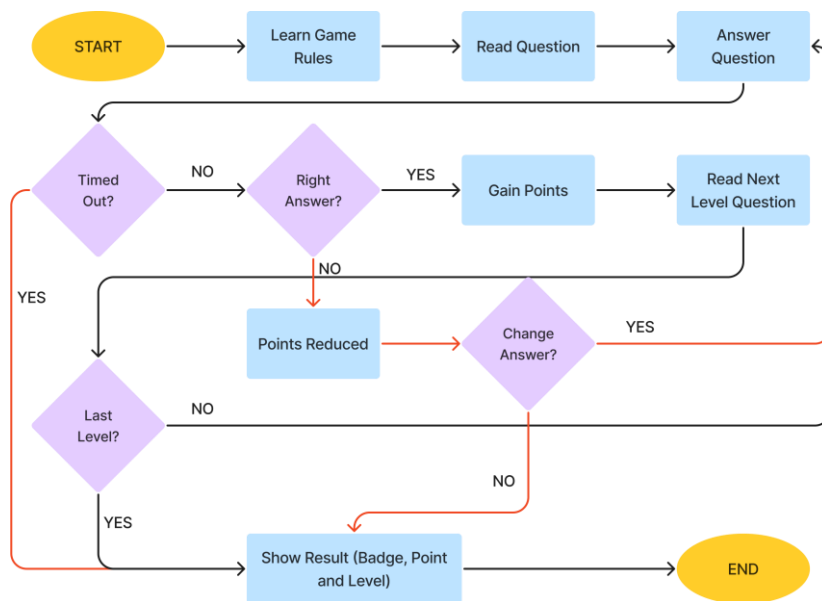 START
Learn Game
Rules
Read Question
Answer
Question
Timed
Out?
NO
Right
Answer?
YES
Gain Points
Read Next
Level Question
YES
NO
Points Reduced
Change
Answer?
YES
Last
Level?
NO
NO
YES
Show Result (Badge, Point
and Level)
END